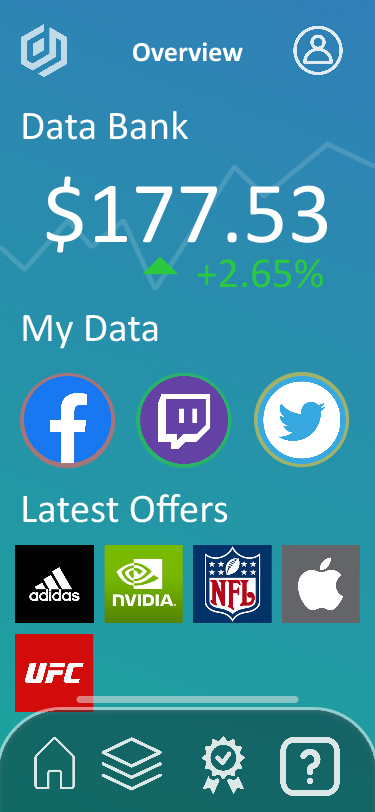 Overview
Data Bank
$177.53
+2.65%
My Data
Latest Offers
adidas
NVIDIA.
NFL
UFC
?